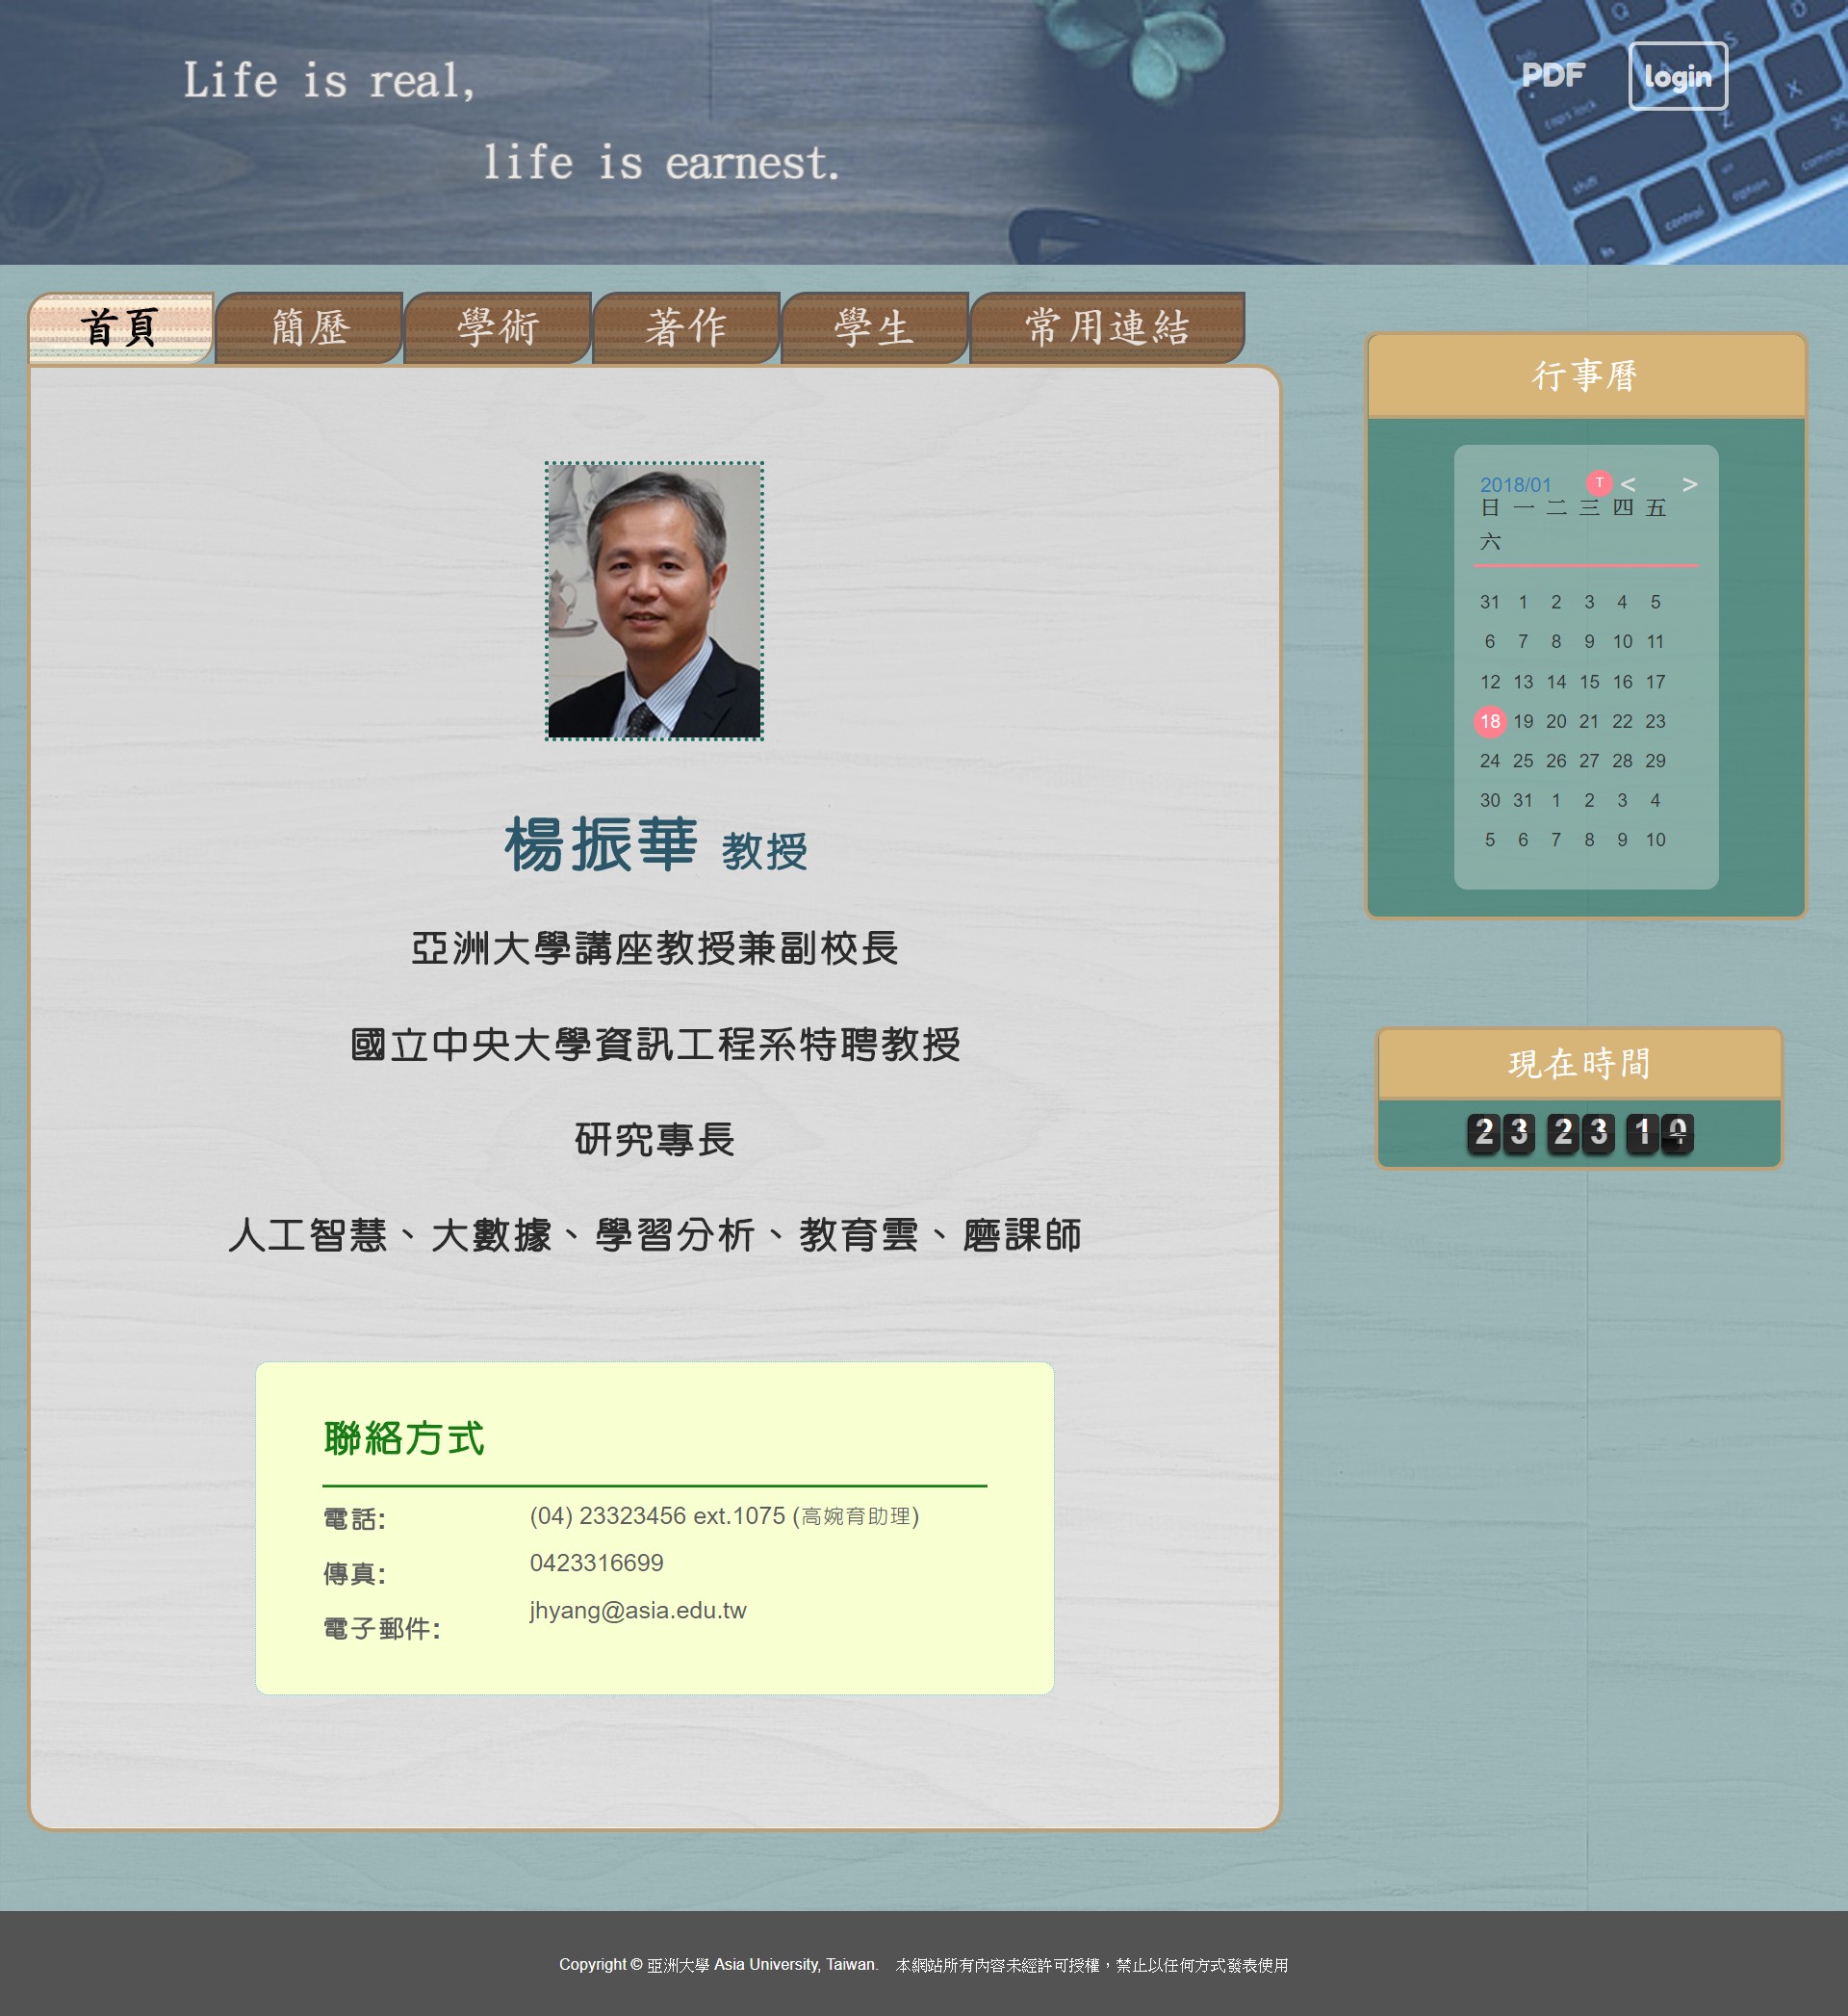 Life is real,
life is earnest.
PDF
login
首頁
簡歷
學術
著作
學生
常用連結
楊振華 教授
亞洲大學講座教授兼副校長
國立中央大學資訊工程系特聘教授
研究專長
人工智慧、大數據、學習分析、教育雲、磨課師
聯絡方式
電話: (04) 23323456 ext.1075 (高婉育助理)
傳真: 0423316699
電子郵件: jhyang@asia.edu.tw
行事曆
2018/01 T < >
日 一 二 三 四 五
六
31 1 2 3 4 5
6 7 8 9 10 11
12 13 14 15 16 17
18 19 20 21 22 23
24 25 26 27 28 29
30 31 1 2 3 4
5 6 7 8 9 10
現在時間
23 23 1
Copyright © 亞洲大學 Asia University, Taiwan. 本網站所有內容未經許可授權，禁止以任何方式發表使用